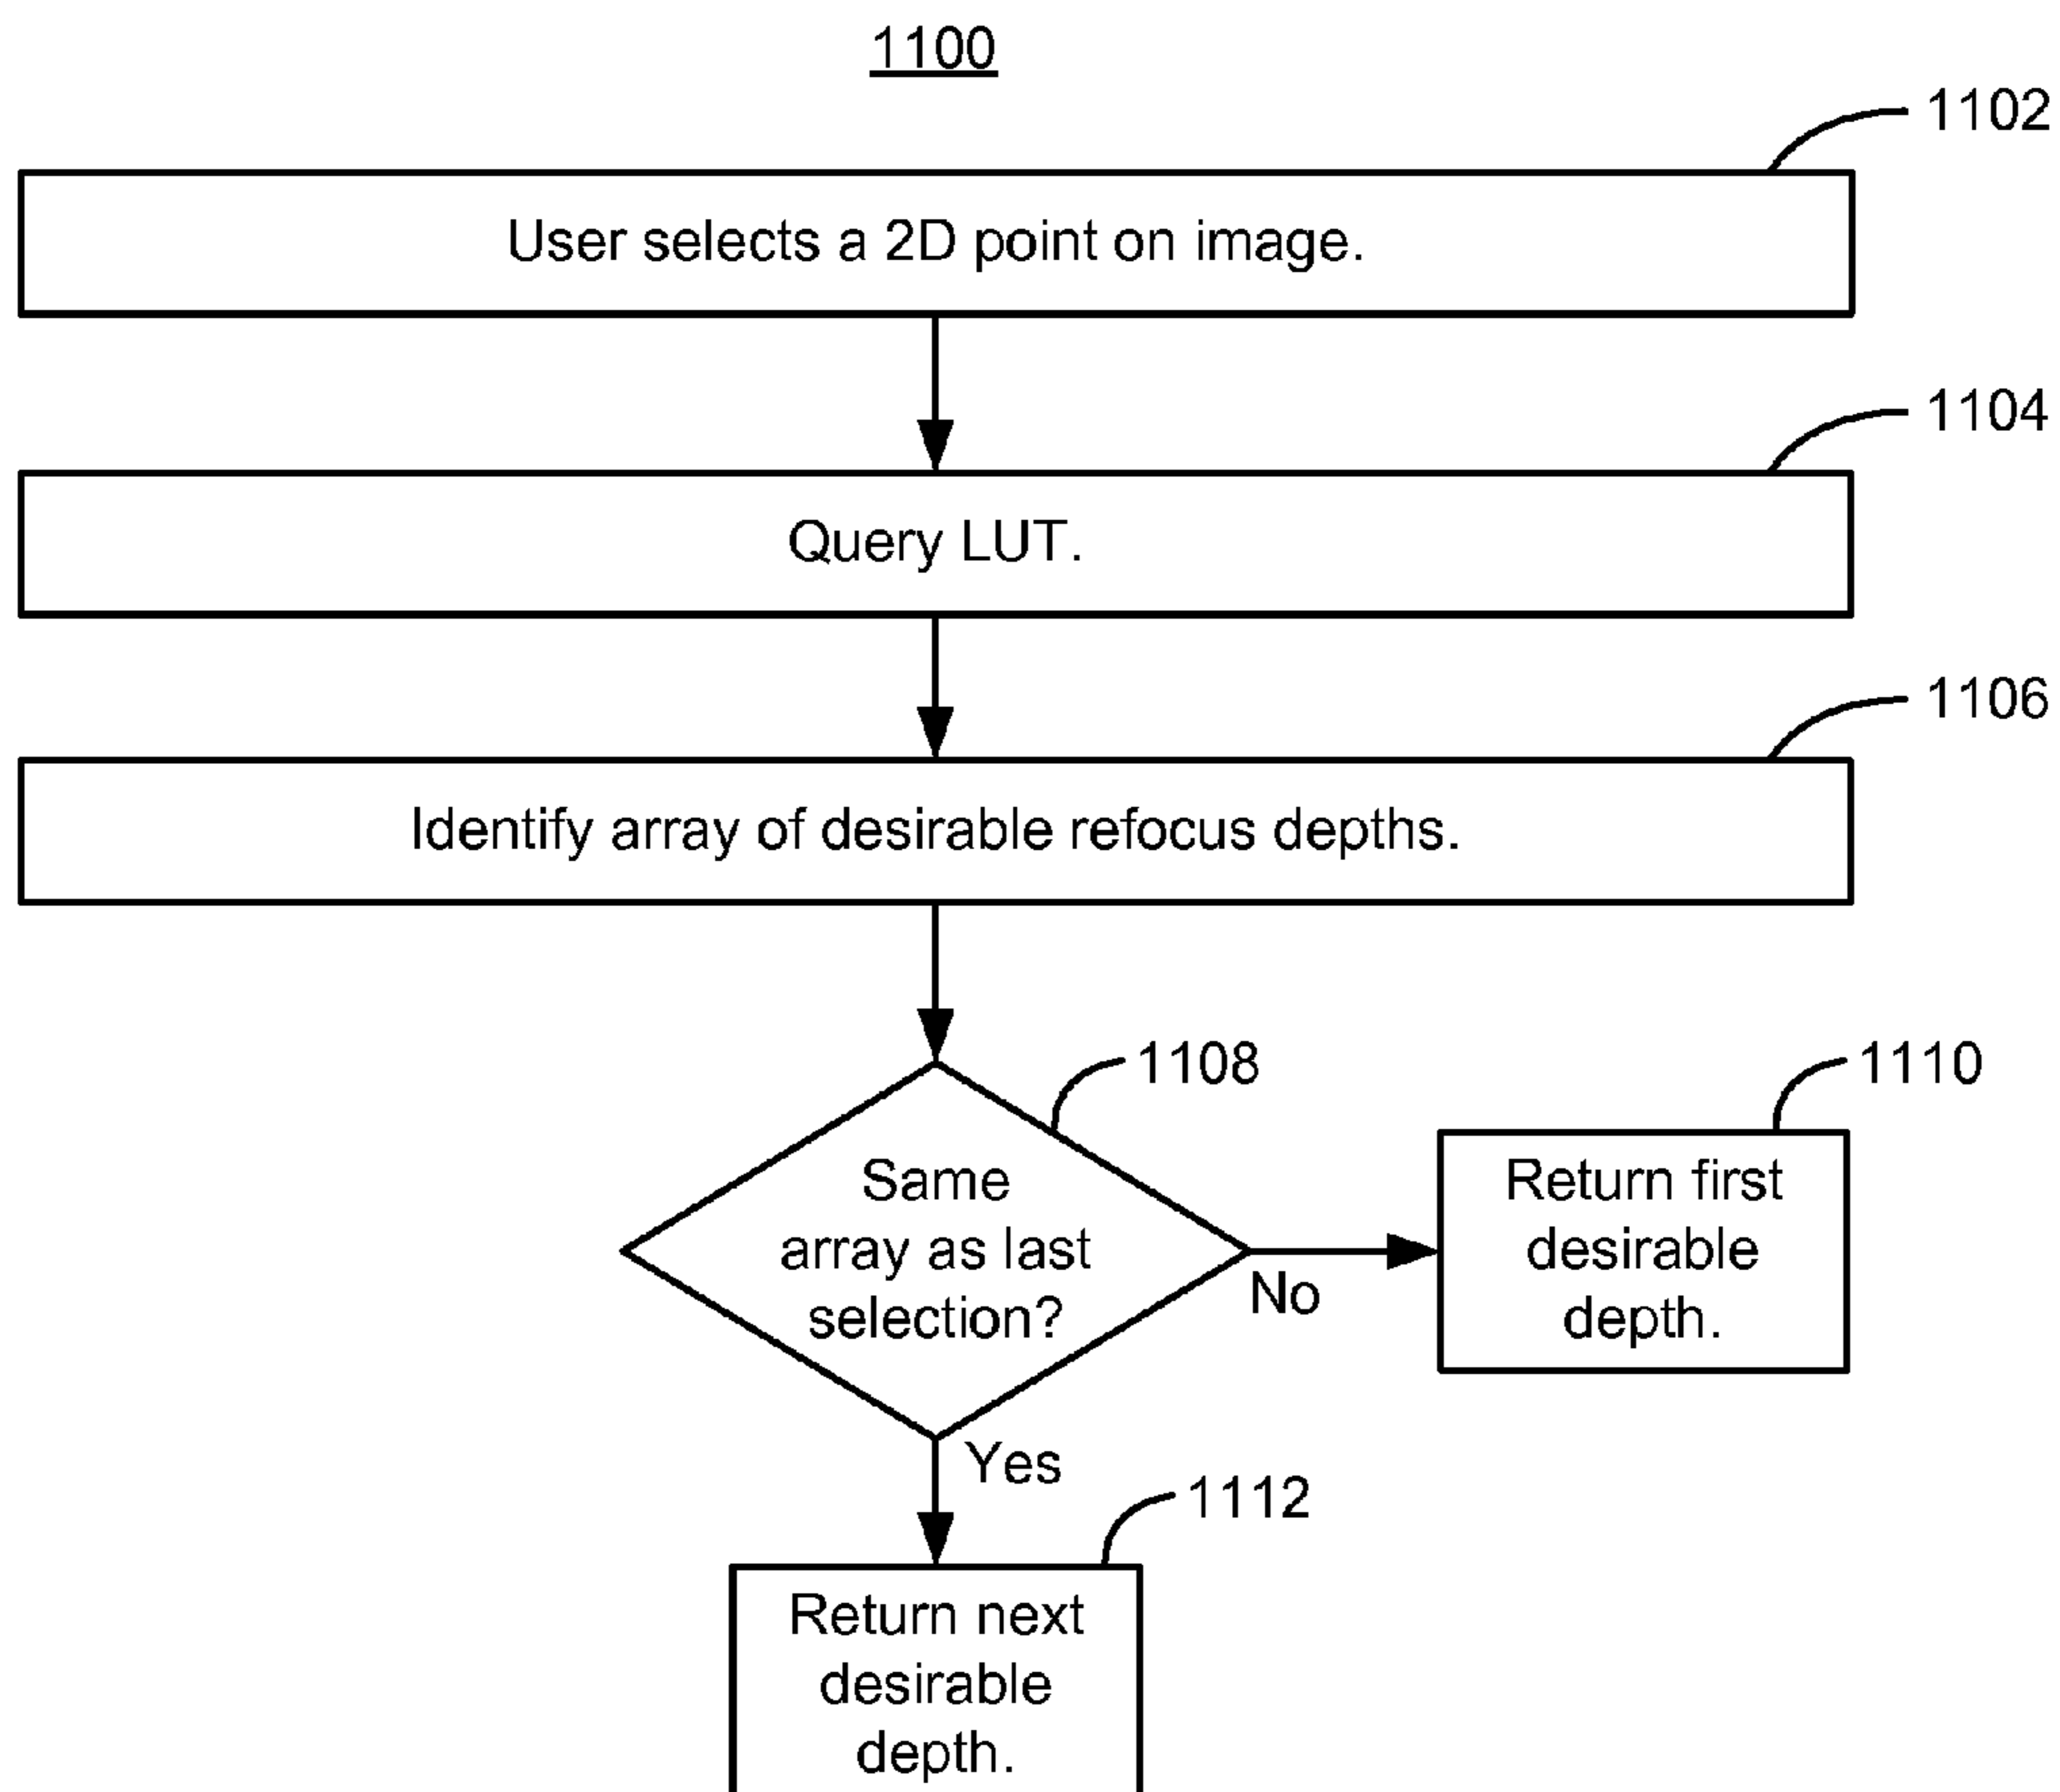 1100
1102
User selects a 2D point on image.
1104
Query LUT.
1106
Identify array of desirable refocus depths.
1108
1110
Same
array as last
selection?
No
Return first
desirable
depth.
Yes
1112
Return next
desirable
depth.